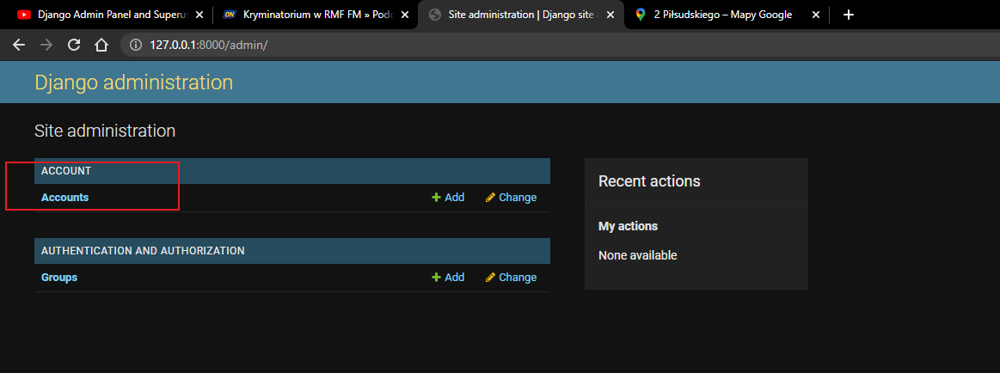 Django Admin Panel and Superus
ON Kryminatorium w RMF FM » Podc
Site administration | Django site a
2 Piłsudskiego – Mapy Google
127.0.0.1:8000/admin/
Django administration
Site administration
ACCOUNT
Accounts Add Change
AUTHENTICATION AND AUTHORIZATION
Groups Add Change
Recent actions
My actions
None available